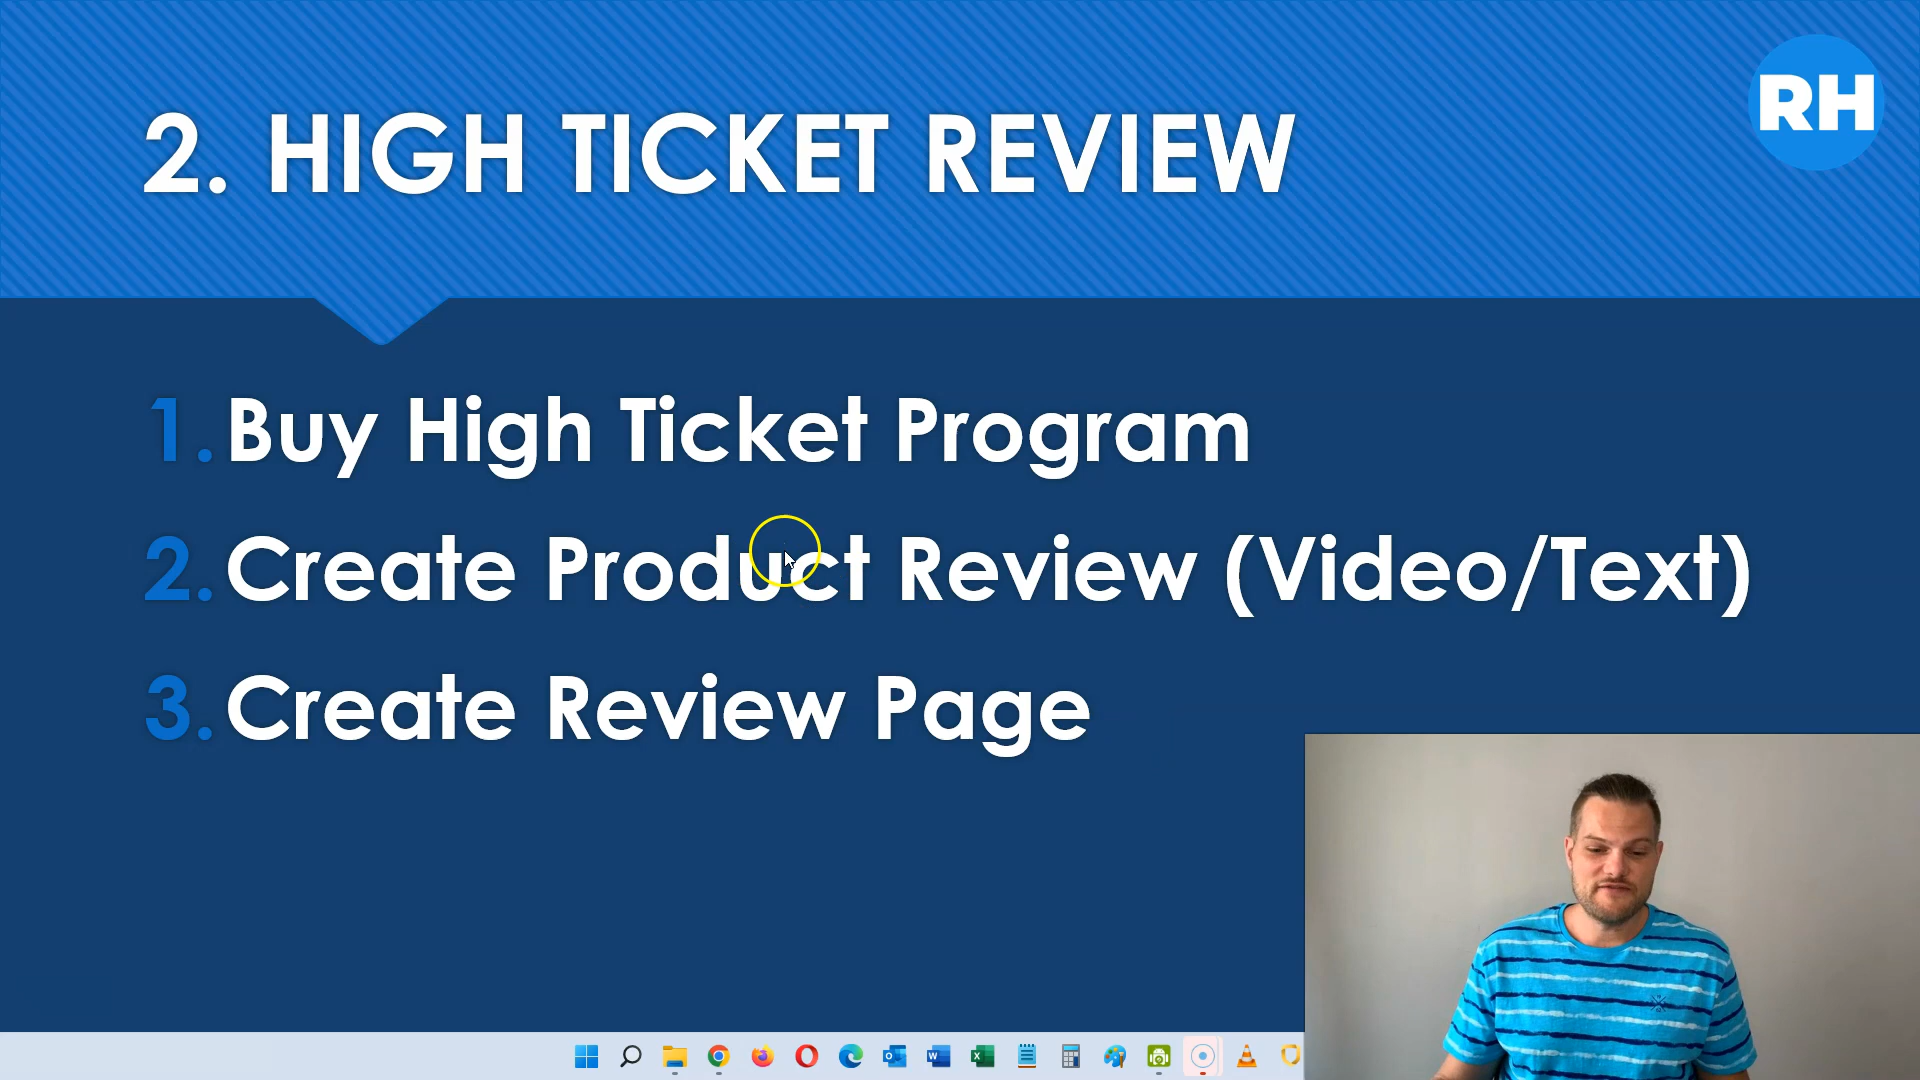 RH
2. HIGH TICKET REVIEW
1. Buy High Ticket Program
2. Create Product Review (Video/Text)
3. Create Review Page